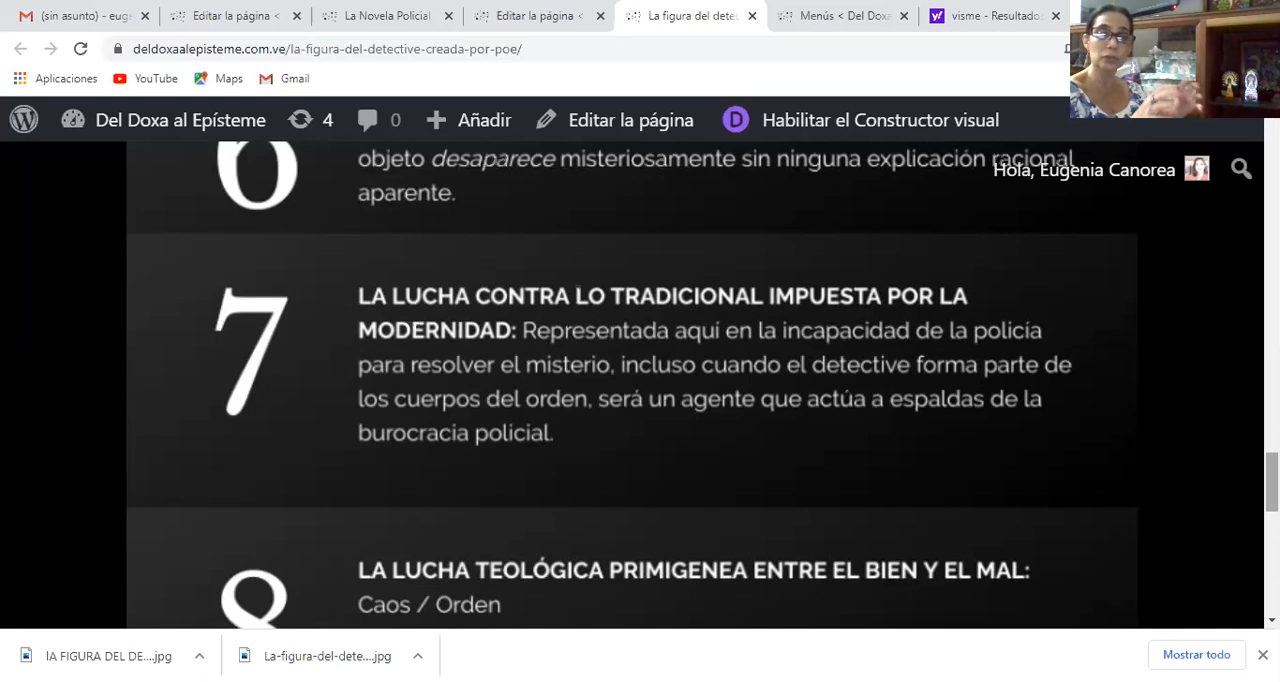 (sin asunto) - euge
Editar la página <
La Novela Policial
Editar la página <
La figura del dete
Menús < Del Doxa
visme - Resultados
deldoxaalepisteme.com.ve/la-figura-del-detective-creada-por-poe/
Aplicaciones YouTube Maps Gmail
Del Doxa al Epísteme 4 0 Añadir Editar la página D Habilitar el Constructor visual
Hola, Eugenia Canorea
6
objeto desaparece misteriosamente sin ninguna explicación racional
aparente.
7
LA LUCHA CONTRA LO TRADICIONAL IMPUESTA POR LA
MODERNIDAD: Representada aquí en la incapacidad de la policía
para resolver el misterio, incluso cuando el detective forma parte de
los cuerpos del orden, será un agente que actúa a espaldas de la
burocracia policial.
8
LA LUCHA TEOLÓGICA PRIMIGENEA ENTRE EL BIEN Y EL MAL:
Caos / Orden
lA FIGURA DEL DE....jpg
La-figura-del-dete....jpg
Mostrar todo